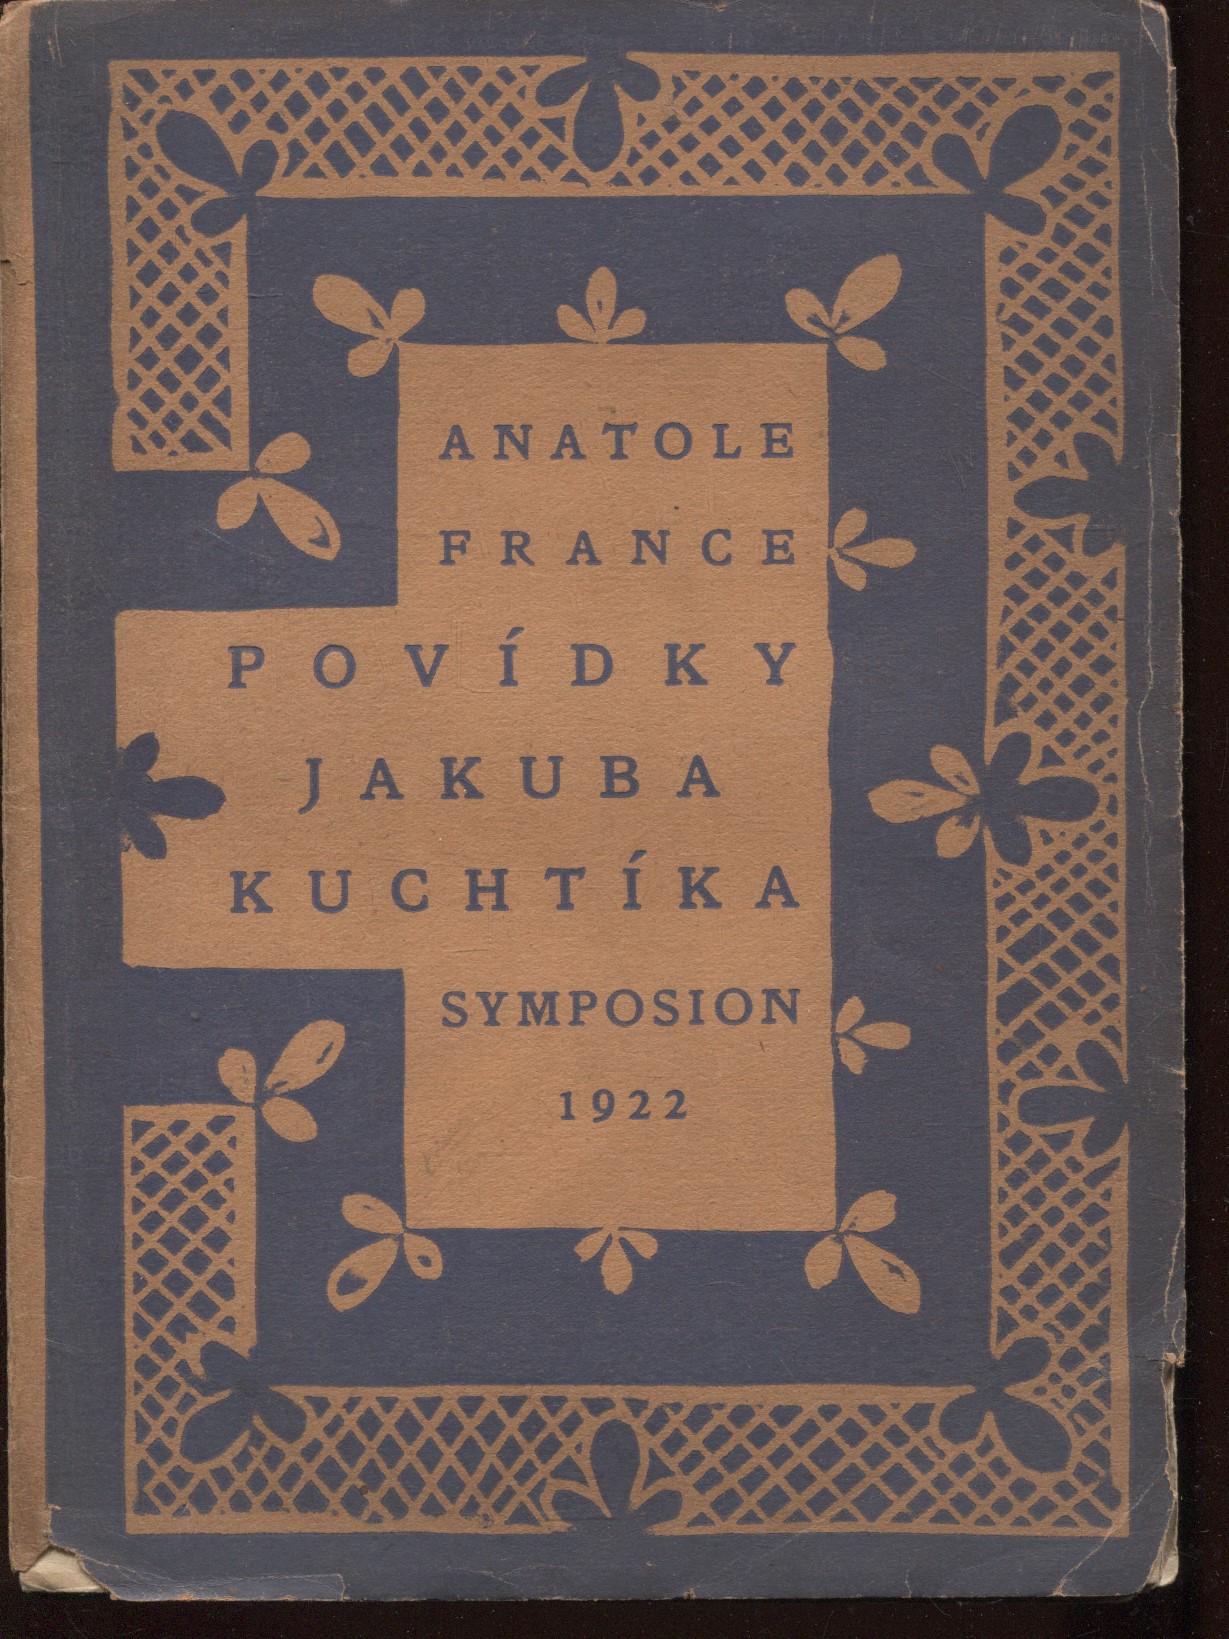 ANATOLE
FRANCE
POVÍDKY
JAKUBA
KUCHTÍKA
SYMPOSION
1922